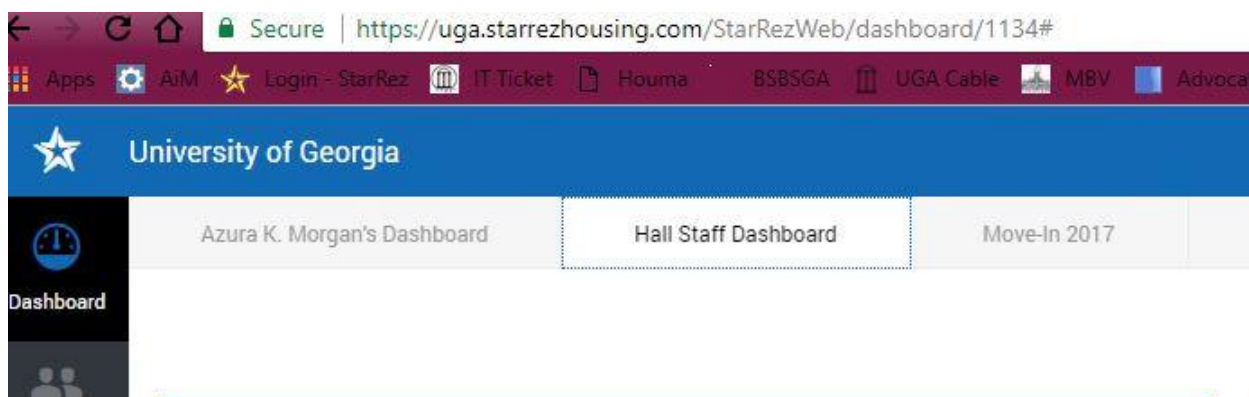 Secure | https://uga.starrezhousing.com/StarRezWeb/dashboard/1134#
Apps AiM Login - StarRez IT Ticket Houma BSBSGA UGA Cable MBV Advoca
University of Georgia
Azura K. Morgan's Dashboard Hall Staff Dashboard Move-In 2017
Dashboard